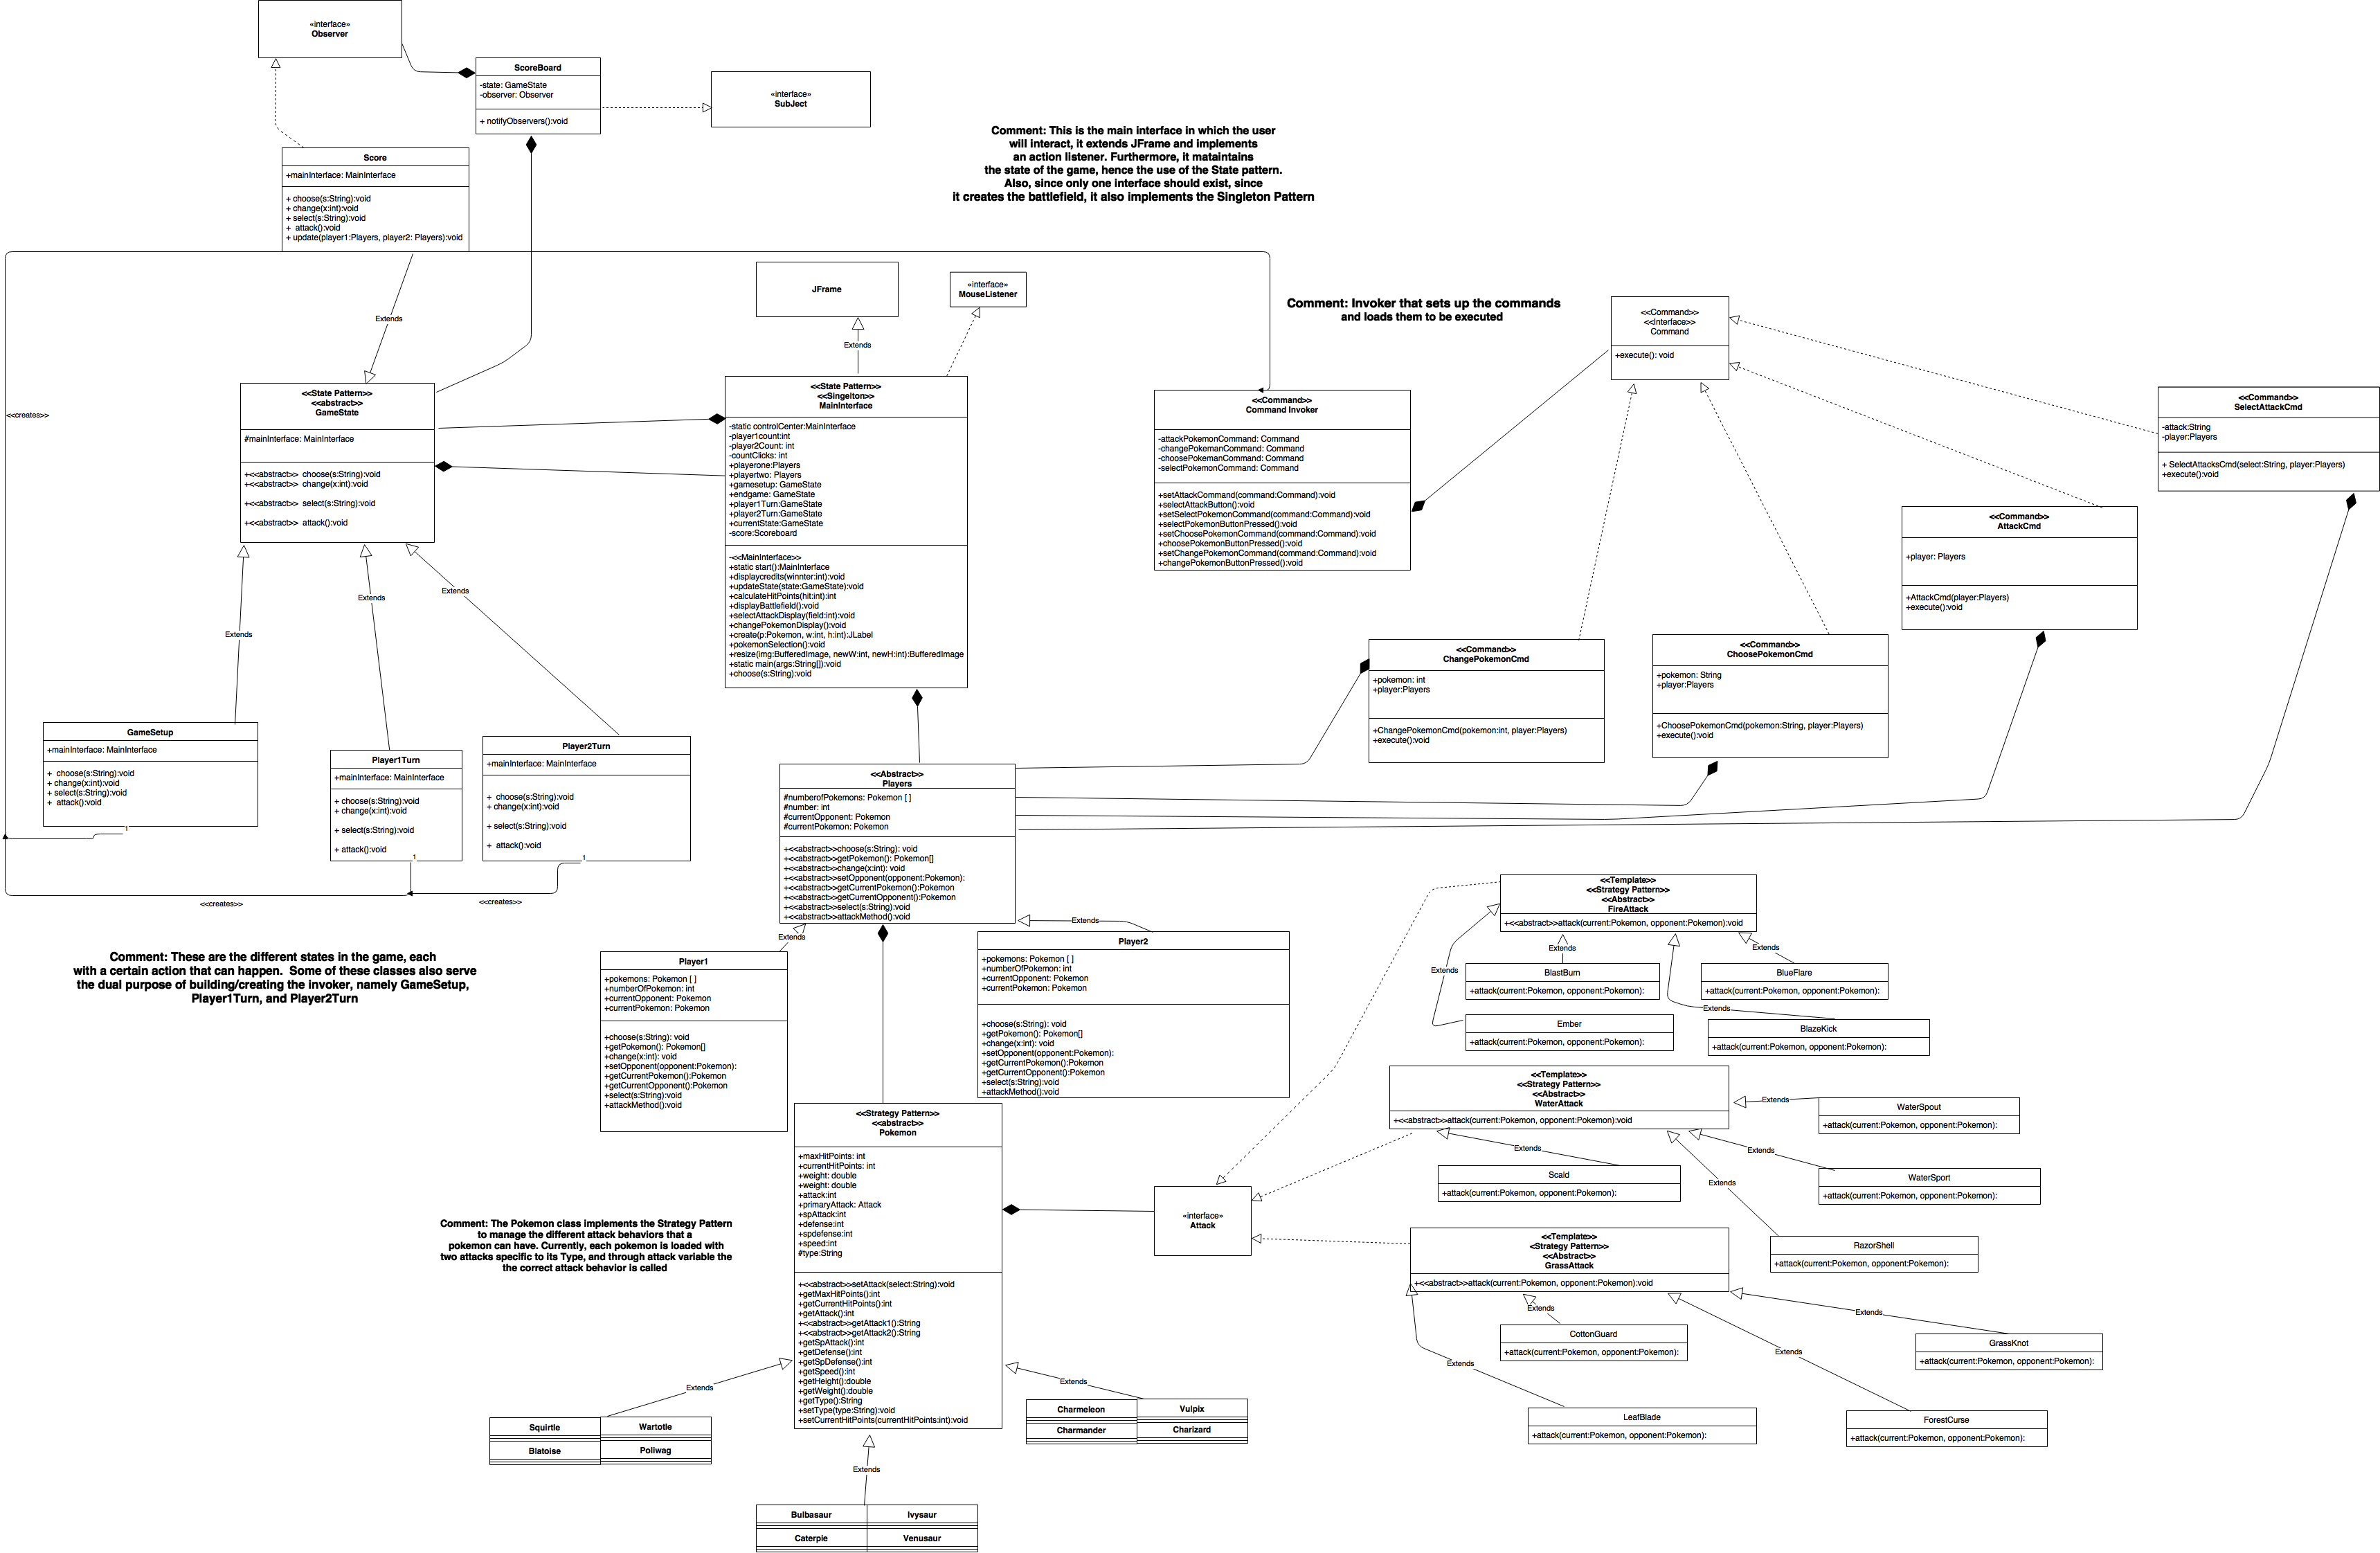 «interface»
Observer
ScoreBoard
-state: GameState
-observer: Observer
+ notifyObservers():void
«interface»
SubJect
Score
+mainInterface: MainInterface
+ choose(s:String):void
+ change(x:int):void
+ select(s:String):void
+  attack():void
+ update(player1:Players, player2: Players):void
Comment: This is the main interface in which the user
will interact, it extends JFrame and implements
an action listener. Furthermore, it mataintains
the state of the game, hence the use of the State pattern.
Also, since only one interface should exist, since
it creates the battlefield, it also implements the Singleton Pattern
Extends
JFrame
«interface»
MouseListener
Extends
Comment: Invoker that sets up the commands
and loads them to be executed
<<Command>>
<<Interface>>
Command
+execute(): void
<<creates>>
<<State Pattern>>
<<abstract>>
GameState
#mainInterface: MainInterface
+<<abstract>>  choose(s:String):void
+<<abstract>>  change(x:int):void
+<<abstract>>  select(s:String):void
+<<abstract>>  attack():void
<<State Pattern>>
<<Singelton>>
MainInterface
-static controlCenter:MainInterface
-player1count:int
-player2Count: int
-countClicks: int
+playerone:Players
+playertwo: Players
+gamesetup: GameState
+endgame: GameState
+player1Turn:GameState
+player2Turn:GameState
+currentState:GameState
-score:Scoreboard
-<<MainInterface>>
+static start():MainInterface
+displaycredits(winnter:int):void
+updateState(state:GameState):void
+calculateHitPoints(hit:int):int
+displayBattlefield():void
+selectAttackDisplay(field:int):void
+changePokemonDisplay():void
+create(p:Pokemon, w:int, h:int):JLabel
+pokemonSelection():void
+resize(img:BufferedImage, newW:int, newH:int):BufferedImage
+static main(args:String[]):void
+choose(s:String):void
<<Command>>
Command Invoker
-attackPokemonCommand: Command
-changePokemanCommand: Command
-choosePokemanCommand: Command
-selectPokemonCommand: Command
+setAttackCommand(command:Command):void
+selectAttackButton():void
+setSelectPokemonCommand(command:Command):void
+selectPokemonButtonPressed():void
+setChoosePokemonCommand(command:Command):void
+choosePokemonButtonPressed():void
+setChangePokemonCommand(command:Command):void
+changePokemonButtonPressed():void
<<Command>>
SelectAttackCmd
-attack:String
-player:Players
+ SelectAttacksCmd(select:String, player:Players)
+execute():void
<<Command>>
AttackCmd
+player: Players
+AttackCmd(player:Players)
+execute():void
<<Command>>
ChangePokemonCmd
+pokemon: int
+player:Players
+ChangePokemonCmd(pokemon:int, player:Players)
+execute():void
<<Command>>
ChoosePokemonCmd
+pokemon: String
+player:Players
+ChoosePokemonCmd(pokemon:String, player:Players)
+execute():void
Extends
Extends
Extends
GameSetup
+mainInterface: MainInterface
+  choose(s:String):void
+ change(x:int):void
+ select(s:String):void
+  attack():void
1
Player1Turn
+mainInterface: MainInterface
+ choose(s:String):void
+ change(x:int):void
+ select(s:String):void
+ attack():void
1
Player2Turn
+mainInterface: MainInterface
+  choose(s:String):void
+ change(x:int):void
+ select(s:String):void
+  attack():void
1
<<creates>>
<<creates>>
Comment: These are the different states in the game, each
with a certain action that can happen.  Some of these classes also serve
the dual purpose of building/creating the invoker, namely GameSetup,
Player1Turn, and Player2Turn
<<Abstract>>
Players
#numberofPokemons: Pokemon [ ]
#number: int
#currentOpponent: Pokemon
#currentPokemon: Pokemon
+<<abstract>>choose(s:String): void
+<<abstract>>getPokemon(): Pokemon[]
+<<abstract>>change(x:int): void
+<<abstract>>setOpponent(opponent:Pokemon):
+<<abstract>>getCurrentPokemon():Pokemon
+<<abstract>>getCurrentOpponent():Pokemon
+<<abstract>>select(s:String):void
+<<abstract>>attackMethod():void
Extends
Extends
Player1
+pokemons: Pokemon [ ]
+numberOfPokemon: int
+currentOpponent: Pokemon
+currentPokemon: Pokemon
+choose(s:String): void
+getPokemon(): Pokemon[]
+change(x:int): void
+setOpponent(opponent:Pokemon):
+getCurrentPokemon():Pokemon
+getCurrentOpponent():Pokemon
+select(s:String):void
+attackMethod():void
Player2
+pokemons: Pokemon [ ]
+numberOfPokemon: int
+currentOpponent: Pokemon
+currentPokemon: Pokemon
+choose(s:String): void
+getPokemon(): Pokemon[]
+change(x:int): void
+setOpponent(opponent:Pokemon):
+getCurrentPokemon():Pokemon
+getCurrentOpponent():Pokemon
+select(s:String):void
+attackMethod():void
<<Strategy Pattern>>
<<abstract>>
Pokemon
+maxHitPoints: int
+currentHitPoints: int
+weight: double
+weight: double
+attack:int
+primaryAttack: Attack
+spAttack:int
+defense:int
+spdefense:int
+speed:int
#type:String
+<<abstract>>setAttack(select:String):void
+getMaxHitPoints():int
+getCurrentHitPoints():int
+getAttack():int
+<<abstract>>getAttack1():String
+<<abstract>>getAttack2():String
+getSpAttack():int
+getDefense():int
+getSpDefense():int
+getSpeed():int
+getHeight():double
+getWeight():double
+getType():String
+setType(type:String):void
+setCurrentHitPoints(currentHitPoints:int):void
Comment: The Pokemon class implements the Strategy Pattern
to manage the different attack behaviors that a
pokemon can have. Currently, each pokemon is loaded with
two attacks specific to its Type, and through attack variable the
the correct attack behavior is called
Extends
Squirtle
Wartotle
Blatoise
Poliwag
Extends
Charmeleon
Vulpix
Charmander
Charizard
Extends
Bulbasaur
Ivysaur
Caterpie
Venusaur
«interface»
Attack
<<Template>>
<<Strategy Pattern>>
<<Abstract>>
FireAttack
+<<abstract>>attack(current:Pokemon, opponent:Pokemon):void
Extends
Extends
Extends
Extends
BlastBurn
+attack(current:Pokemon, opponent:Pokemon):
BlueFlare
+attack(current:Pokemon, opponent:Pokemon):
Ember
+attack(current:Pokemon, opponent:Pokemon):
BlazeKick
+attack(current:Pokemon, opponent:Pokemon):
<<Template>>
<<Strategy Pattern>>
<<Abstract>>
WaterAttack
+<<abstract>>attack(current:Pokemon, opponent:Pokemon):void
Extends
WaterSpout
+attack(current:Pokemon, opponent:Pokemon):
Extends
Extends
Extends
Scald
+attack(current:Pokemon, opponent:Pokemon):
WaterSport
+attack(current:Pokemon, opponent:Pokemon):
RazorShell
+attack(current:Pokemon, opponent:Pokemon):
<<Template>>
<Strategy Pattern>>
<<Abstract>>
GrassAttack
+<<abstract>>attack(current:Pokemon, opponent:Pokemon):void
Extends
Extends
Extends
Extends
CottonGuard
+attack(current:Pokemon, opponent:Pokemon):
GrassKnot
+attack(current:Pokemon, opponent:Pokemon):
LeafBlade
+attack(current:Pokemon, opponent:Pokemon):
ForestCurse
+attack(current:Pokemon, opponent:Pokemon):